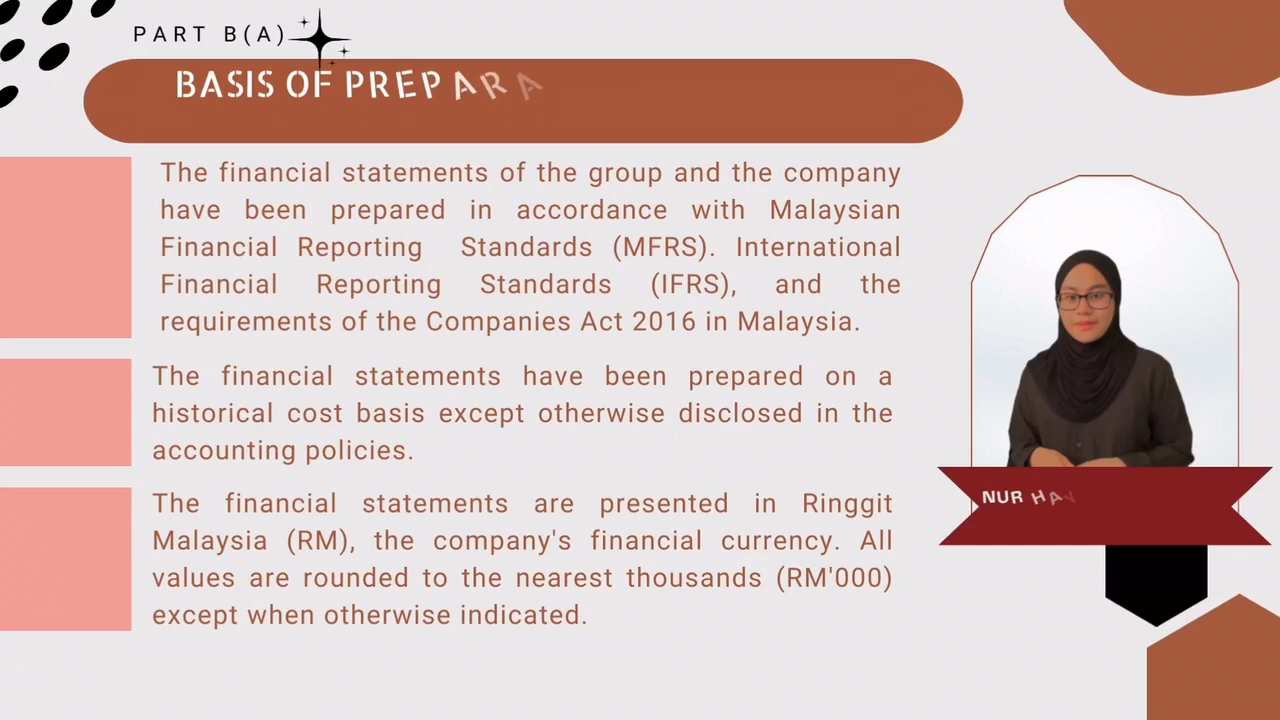 PART B(A)
BASIS OF PREPARA
The financial statements of the group and the company
have been prepared in accordance with Malaysian
Financial Reporting Standards (MFRS). International
Financial Reporting Standards (IFRS), and the
requirements of the Companies Act 2016 in Malaysia.
The financial statements have been prepared on a
historical cost basis except otherwise disclosed in the
accounting policies.
The financial statements are presented in Ringgit
Malaysia (RM), the company's financial currency. All
values are rounded to the nearest thousands (RM'000)
except when otherwise indicated.
NUR HAV